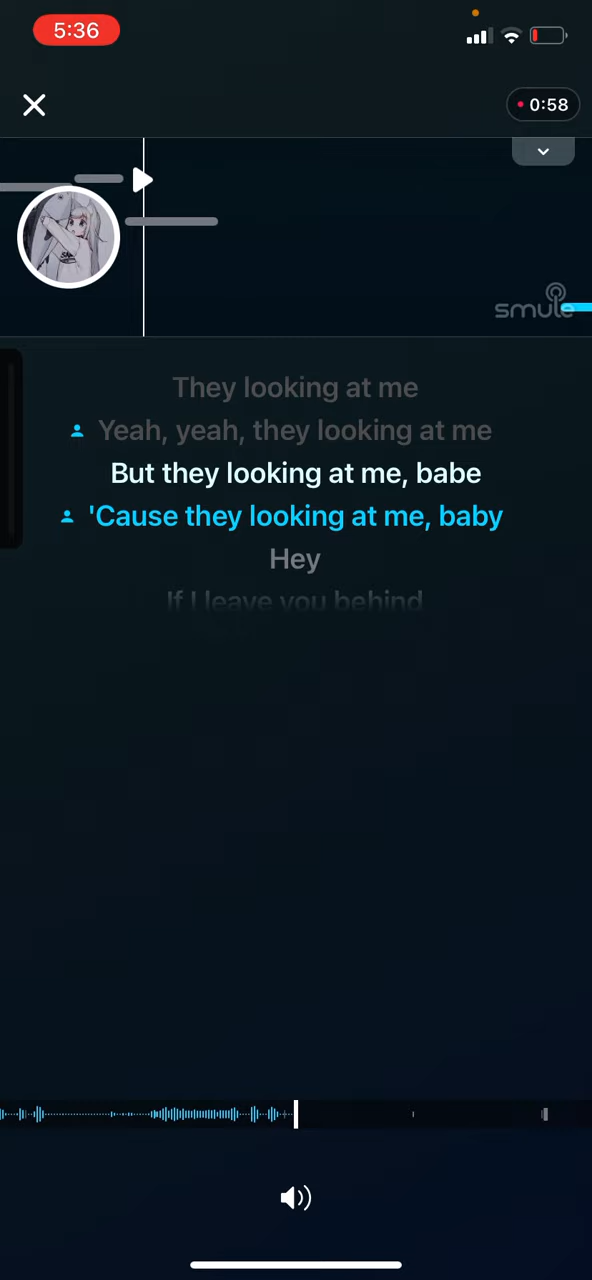 5:36
0:58
smule
They looking at me
Yeah, yeah, they looking at me
But they looking at me, babe
'Cause they looking at me, baby
Hey
If I leave you behind